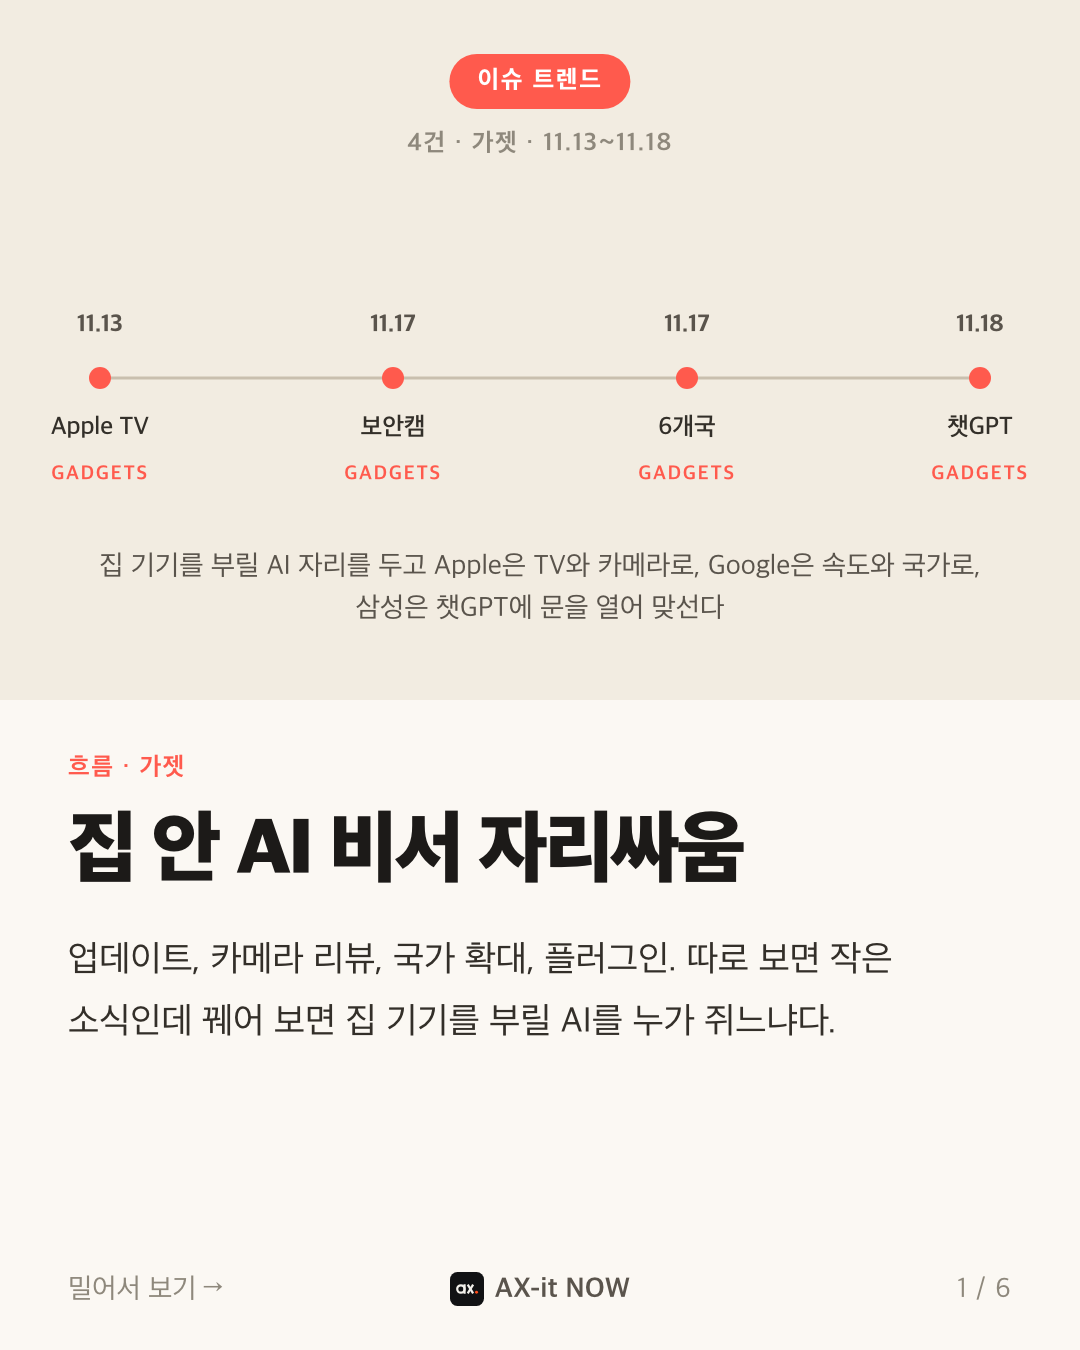 이슈 트렌드
4건 · 가젯 · 11.13~11.18
11.13 11.17 11.17 11.18
Apple TV 보안캠 6개국 챗GPT
GADGETS GADGETS GADGETS GADGETS
집 기기를 부릴 AI 자리를 두고 Apple은 TV와 카메라로, Google은 속도와 국가로,
삼성은 챗GPT에 문을 열어 맞선다
흐름 · 가젯
집 안 AI 비서 자리싸움
업데이트, 카메라 리뷰, 국가 확대, 플러그인. 따로 보면 작은
소식인데 꿰어 보면 집 기기를 부릴 AI를 누가 쥐느냐다.
밀어서 보기 → ax. AX-it NOW 1 / 6